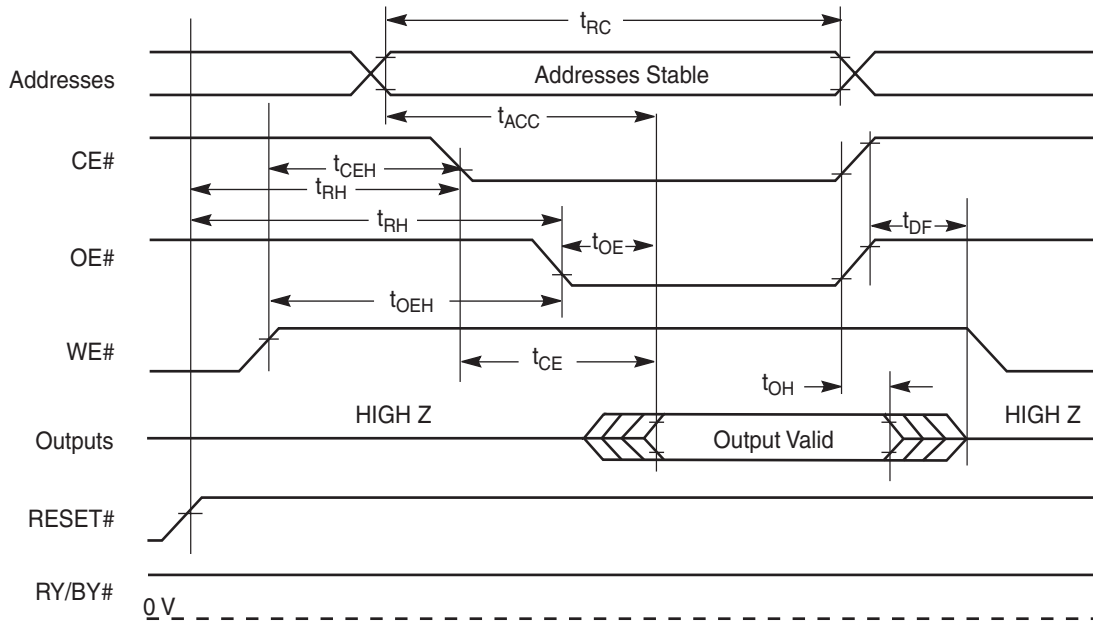 tRC
Addresses
Addresses Stable
tACC
CE#
tCEH
tRH
tRH
tDF
OE#
tOE
tOEH
WE#
tCE
tOH
HIGH Z
HIGH Z
Outputs
Output Valid
RESET#
RY/BY#
0 V